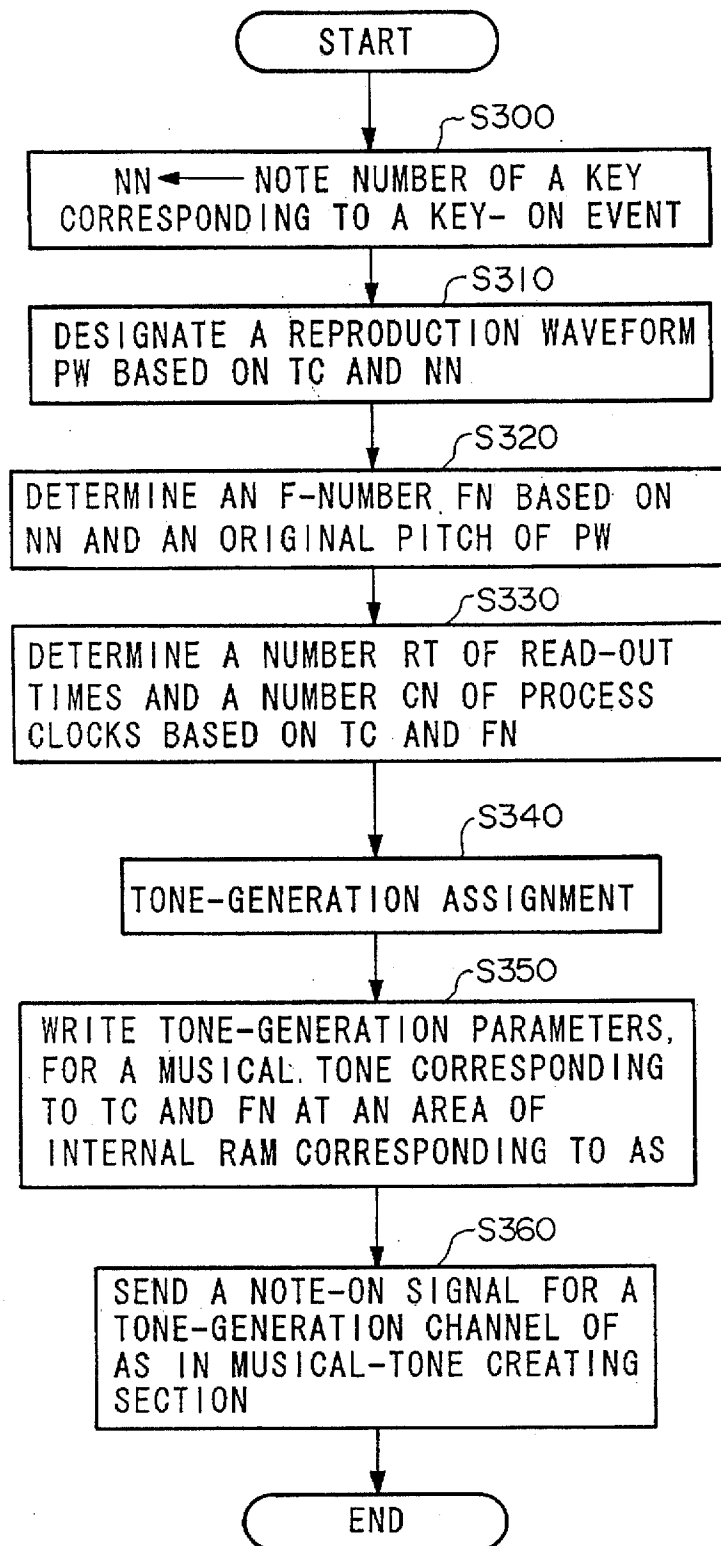 START
S300
NN ← NOTE NUMBER OF A KEY
CORRESPONDING TO A KEY- ON EVENT
S310
DESIGNATE A REPRODUCTION WAVEFORM
PW BASED ON TC AND NN
S320
DETERMINE AN F-NUMBER FN BASED ON
NN AND AN ORIGINAL PITCH OF PW
S330
DETERMINE A NUMBER RT OF READ-OUT
TIMES AND A NUMBER CN OF PROCESS
CLOCKS BASED ON TC AND FN
S340
TONE-GENERATION ASSIGNMENT
S350
WRITE TONE-GENERATION PARAMETERS,
FOR A MUSICAL TONE CORRESPONDING
TO TC AND FN AT AN AREA OF
INTERNAL RAM CORRESPONDING TO AS
S360
SEND A NOTE-ON SIGNAL FOR A
TONE-GENERATION CHANNEL OF
AS IN MUSICAL-TONE CREATING
SECTION
END